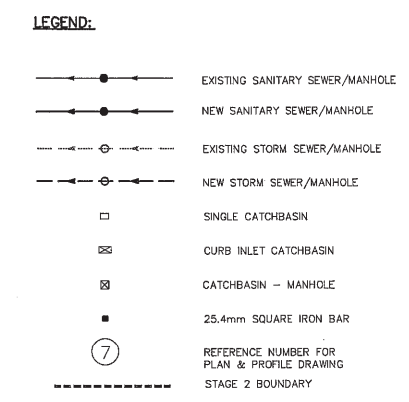 LEGEND:
EXISTING SANITARY SEWER/MANHOLE
NEW SANITARY SEWER/MANHOLE
EXISTING STORM SEWER/MANHOLE
NEW STORM SEWER/MANHOLE
SINGLE CATCHBASIN
CURB INLET CATCHBASIN
CATCHBASIN – MANHOLE
25.4mm SQUARE IRON BAR
7 REFERENCE NUMBER FOR
PLAN & PROFILE DRAWING
STAGE 2 BOUNDARY